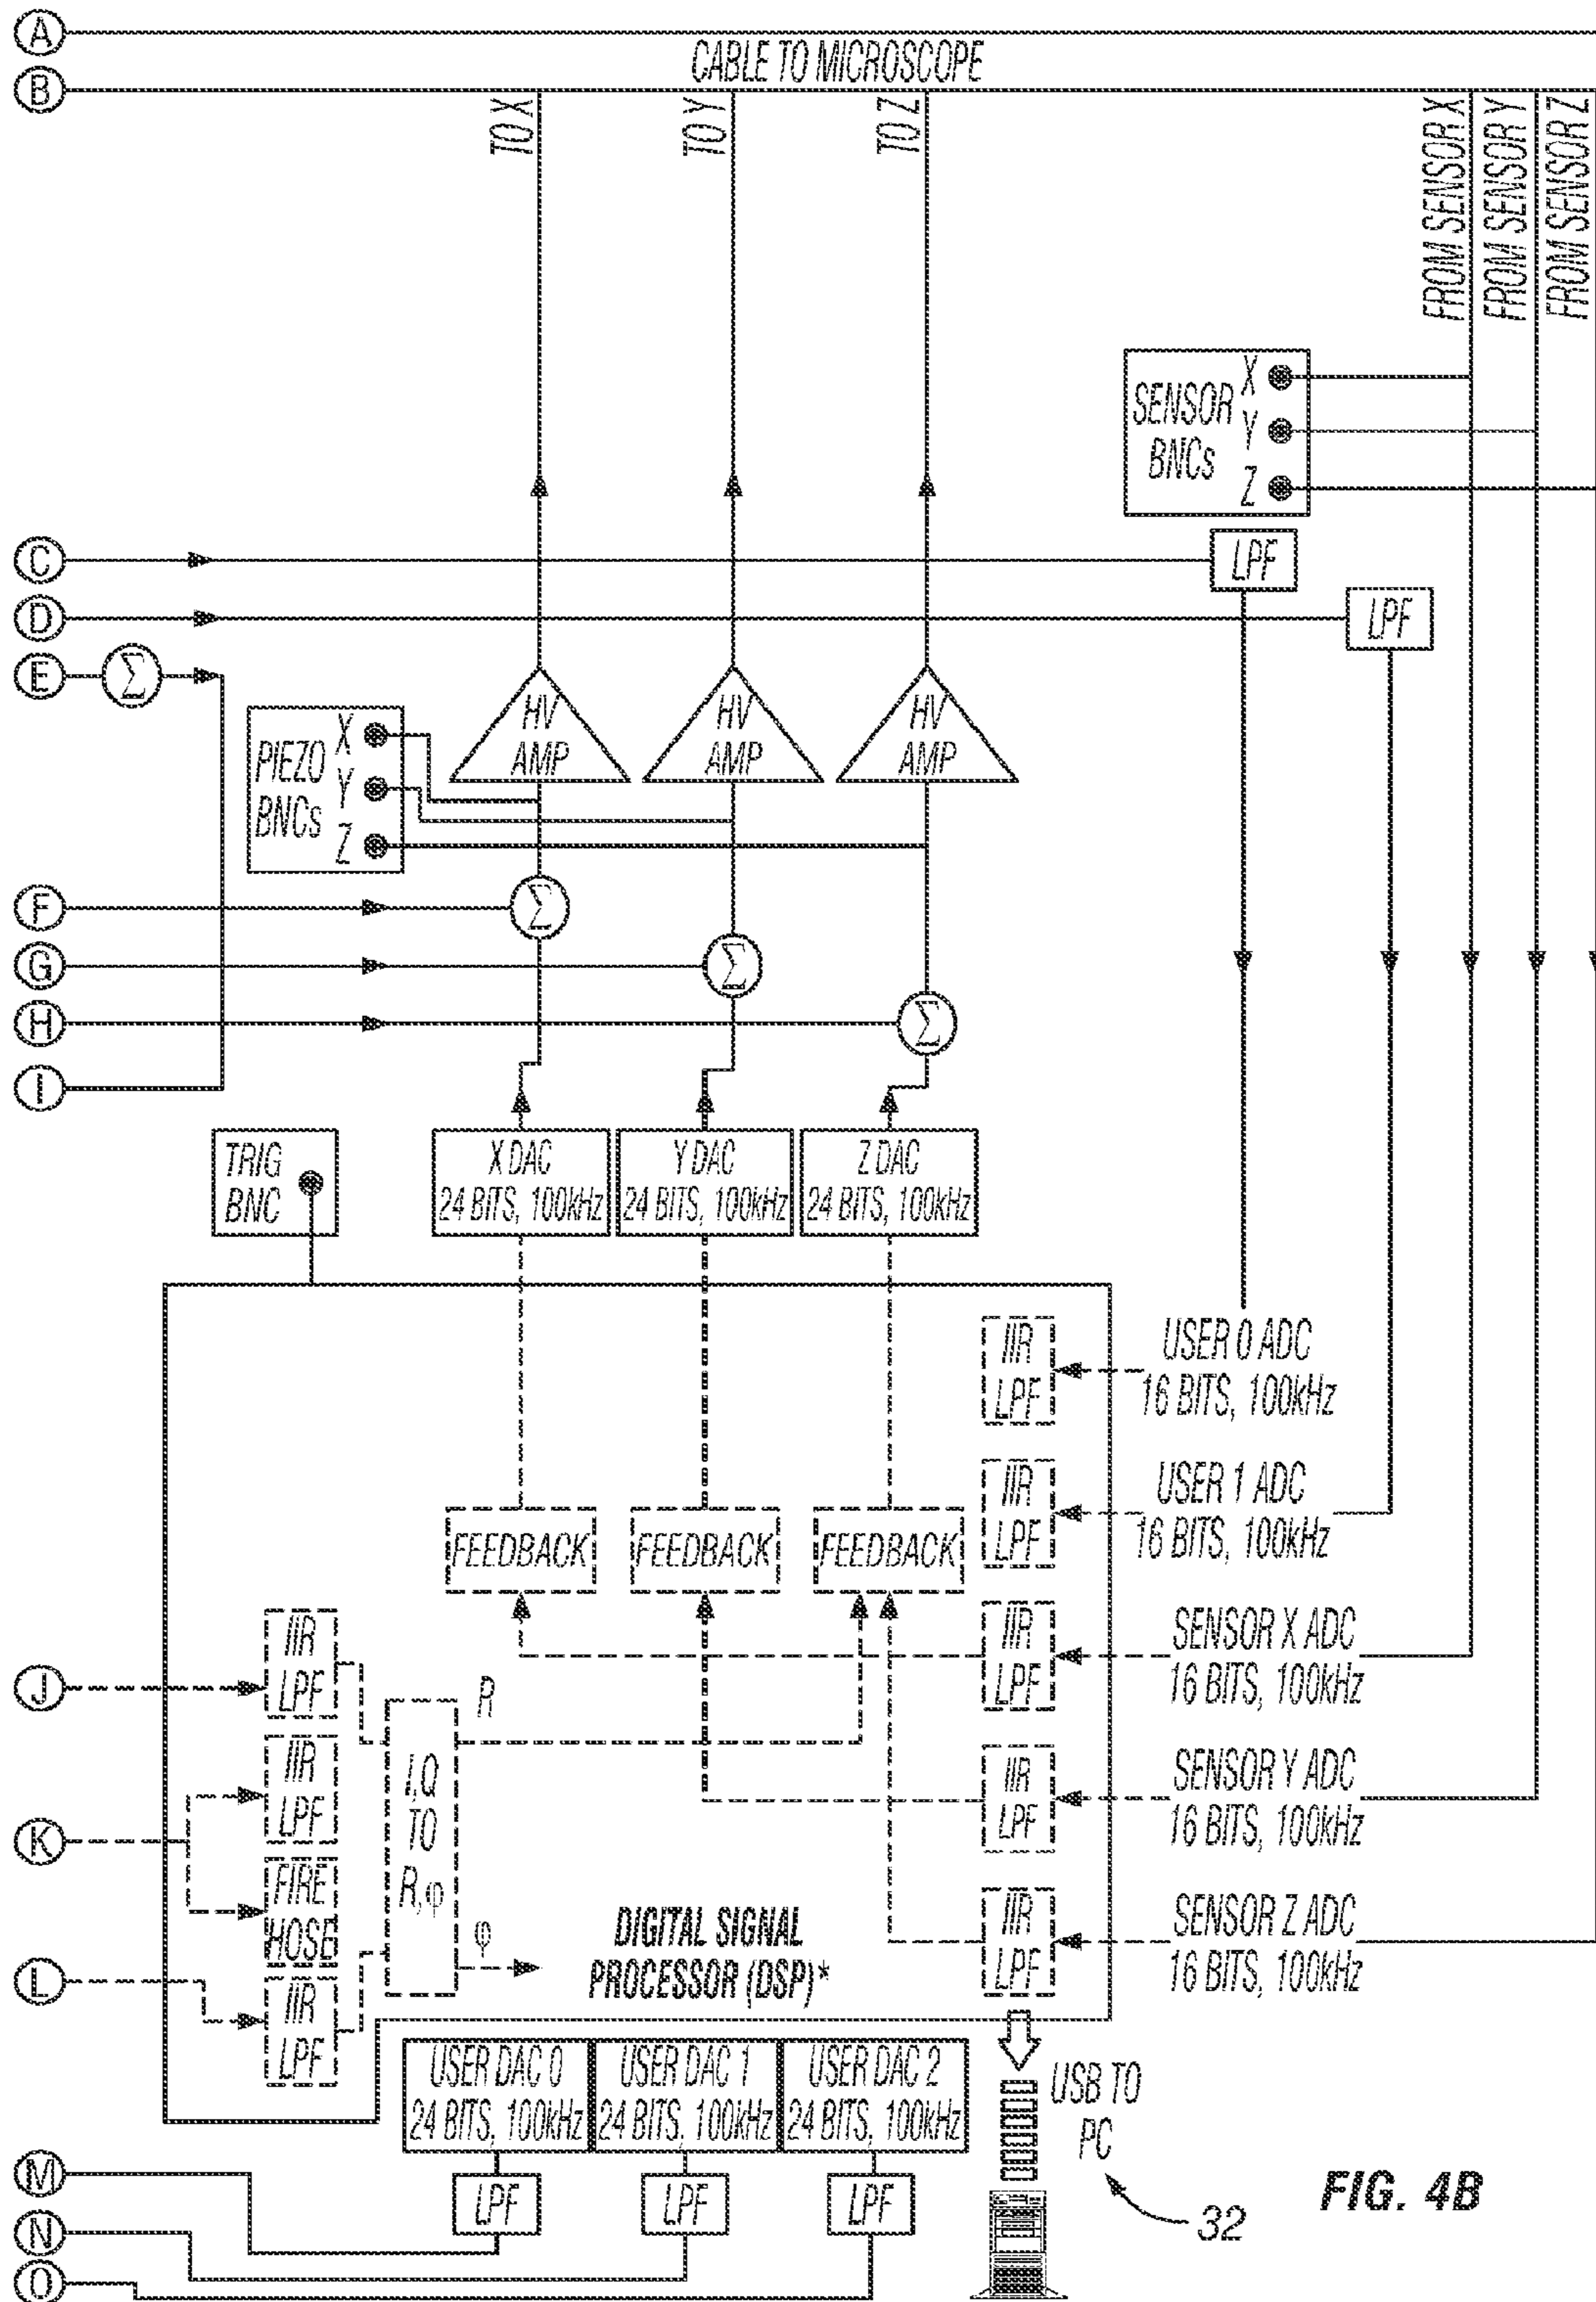 A
CABLE TO MICROSCOPE
B
TO X
TO Y
TO Z
FROM SENSOR X
FROM SENSOR Y
FROM SENSOR Z
SENSOR
BNCs
X
Y
Z
C
LPF
D
LPF
E
Σ
PIEZO
BNCs
X
Y
Z
HV
AMP
HV
AMP
HV
AMP
F
Σ
G
Σ
H
Σ
I
TRIG
BNC
X DAC
24 BITS, 100kHz
Y DAC
24 BITS, 100kHz
Z DAC
24 BITS, 100kHz
IIR
LPF
USER 0 ADC
16 BITS, 100kHz
IIR
LPF
USER 1 ADC
16 BITS, 100kHz
FEEDBACK
FEEDBACK
FEEDBACK
IIR
LPF
SENSOR X ADC
16 BITS, 100kHz
J
IIR
LPF
R
IIR
LPF
SENSOR Y ADC
16 BITS, 100kHz
K
IIR
LPF
FIRE
HOSE
I,Q
TO
R,φ
φ
DIGITAL SIGNAL
PROCESSOR (DSP)*
IIR
LPF
SENSOR Z ADC
16 BITS, 100kHz
L
IIR
LPF
USER DAC 0
24 BITS, 100kHz
USER DAC 1
24 BITS, 100kHz
USER DAC 2
24 BITS, 100kHz
USB TO
PC
M
LPF
LPF
LPF
N
O
32
FIG. 4B